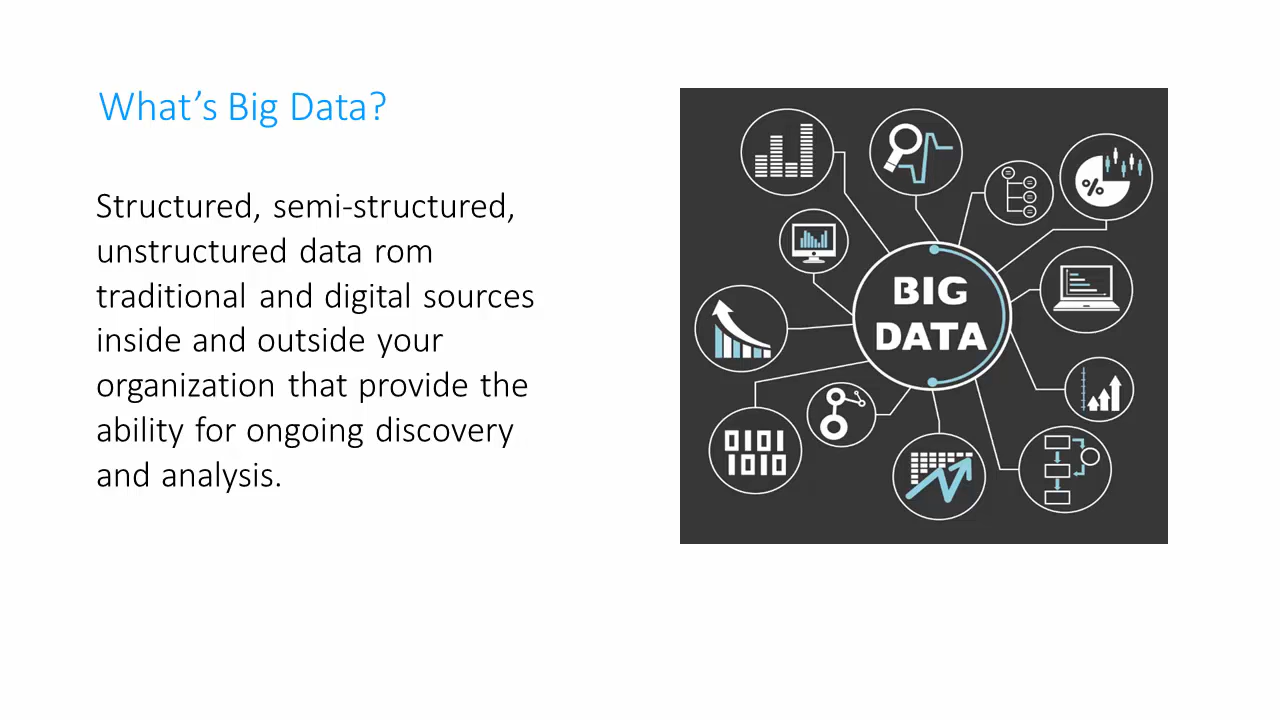 What’s Big Data?
Structured, semi-structured,
unstructured data rom
traditional and digital sources
inside and outside your
organization that provide the
ability for ongoing discovery
and analysis.
BIG
DATA
%
0101
1010